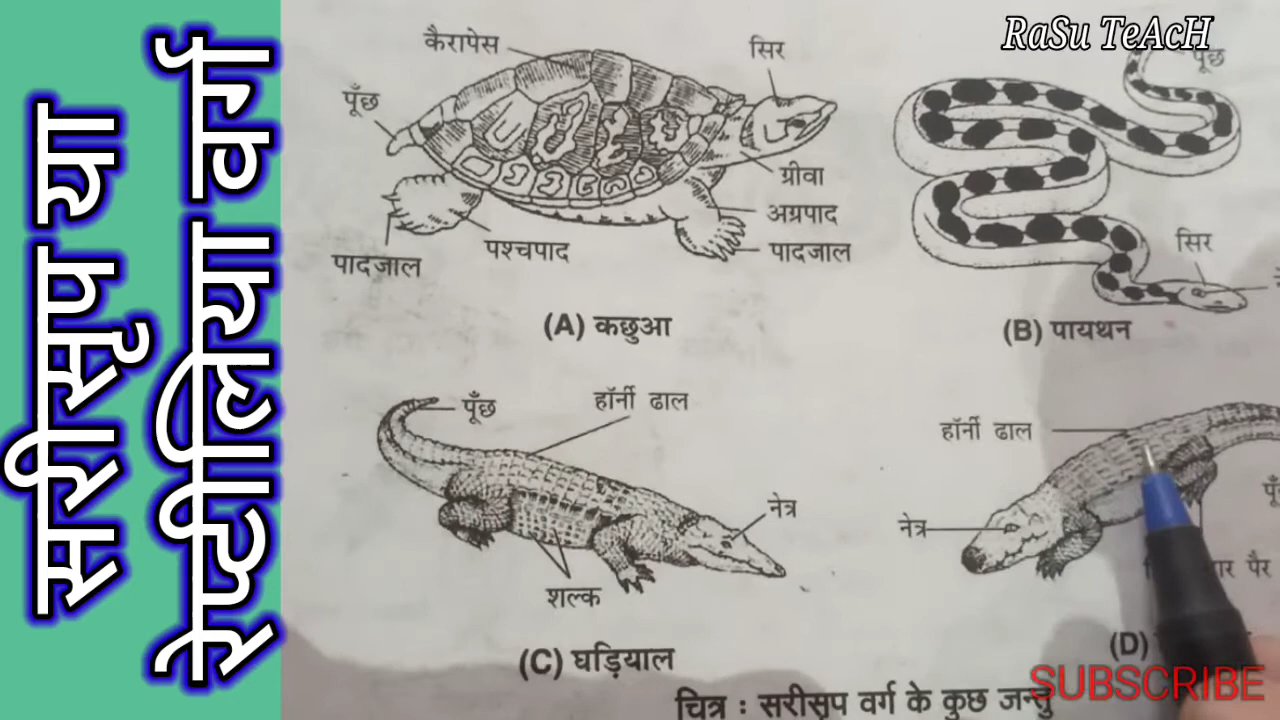 सरीसृप या
रेप्टीलिया वर्ग
RaSu TeAcH
कैरापेस
सिर
पूँछ
ग्रीवा
अग्रपाद
पादजाल
पश्चपाद
पादजाल
(A) कछुआ
पूँछ
सिर
(B) पायथन
पूँछ
हॉर्नी ढाल
नेत्र
शल्क
(C) घड़ियाल
हॉर्नी ढाल
नेत्र
पैर
(D)
चित्र : सरीसृप वर्ग के कुछ जन्तु
SUBSCRIBE